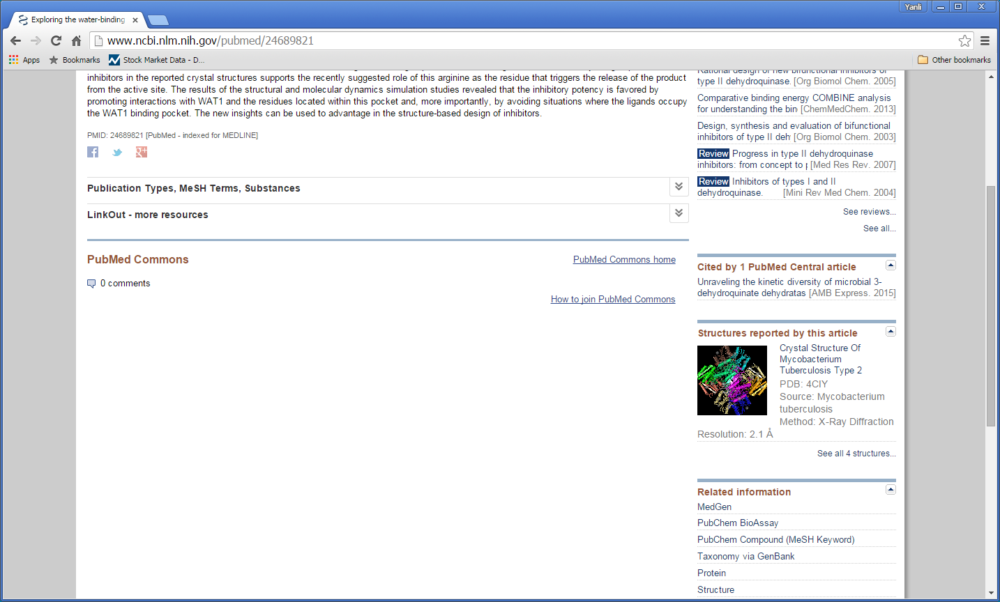 Yanli
Exploring the water-binding
www.ncbi.nlm.nih.gov/pubmed/24689821
Apps
Bookmarks
Stock Market Data - D...
Other bookmarks
inhibitors in the reported crystal structures supports the recently suggested role of this arginine as the residue that triggers the release of the product
from the active site. The results of the structural and molecular dynamics simulation studies revealed that the inhibitory potency is favored by
promoting interactions with WAT1 and the residues located within this pocket and, more importantly, by avoiding situations where the ligands occupy
the WAT1 binding pocket. The new insights can be used to advantage in the structure-based design of inhibitors.
PMID: 24689821 [PubMed - indexed for MEDLINE]
Publication Types, MeSH Terms, Substances
LinkOut - more resources
PubMed Commons
PubMed Commons home
0 comments
How to join PubMed Commons
Rational design of new bifunctional inhibitors of
type II dehydroquinase. [Org Biomol Chem. 2005]
Comparative binding energy COMBINE analysis
for understanding the bin [ChemMedChem. 2013]
Design, synthesis and evaluation of bifunctional
inhibitors of type II deh [Org Biomol Chem. 2003]
Review Progress in type II dehydroquinase
inhibitors: from concept to p [Med Res Rev. 2007]
Review Inhibitors of types I and II
dehydroquinase. [Mini Rev Med Chem. 2004]
See reviews...
See all...
Cited by 1 PubMed Central article
Unraveling the kinetic diversity of microbial 3-
dehydroquinate dehydratas [AMB Express. 2015]
Structures reported by this article
Crystal Structure Of
Mycobacterium
Tuberculosis Type 2
PDB: 4CIY
Source: Mycobacterium
tuberculosis
Method: X-Ray Diffraction
Resolution: 2.1 Å
See all 4 structures...
Related information
MedGen
PubChem BioAssay
PubChem Compound (MeSH Keyword)
Taxonomy via GenBank
Protein
Structure